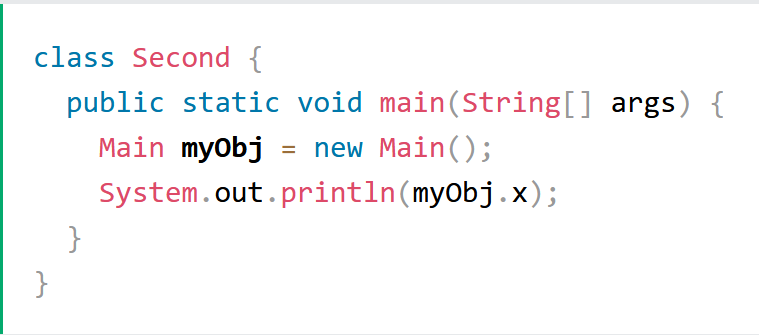 class Second {
  public static void main(String[] args) {
    Main myObj = new Main();
    System.out.println(myObj.x);
  }
}